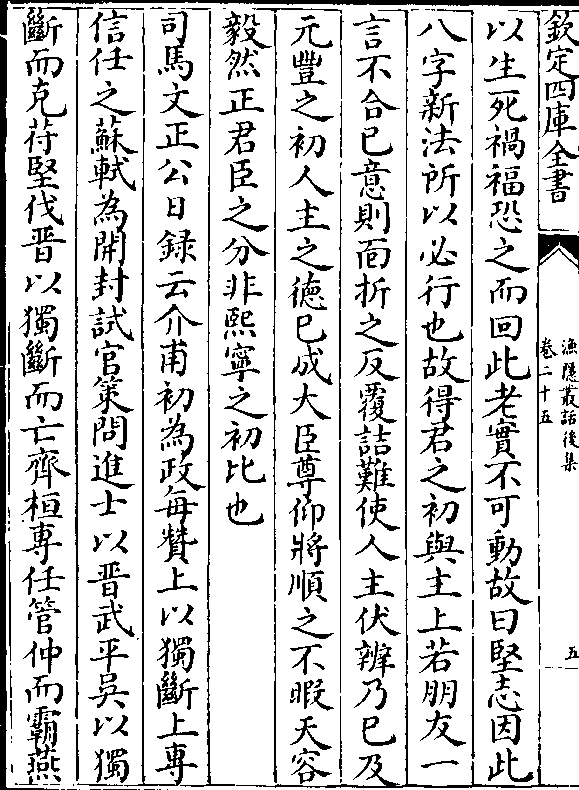 欽定四庫全書
漁隱叢話後集
卷二十五
五
以生死禍福恐之而回此老實不可動故曰堅志因此
八字新法所以必行也故得君之初與主上若朋友一
言不合已意則面折之反覆詰難使人主伏辨乃已及
元豐之初人主之德已成大臣尊仰將順之不暇天容
毅然正君臣之分非熙寧之初比也
司馬文正公日録云介甫初為政每贊上以獨斷上專
信任之蘇軾為開封試官策問進士以晋武平吳以獨
斷而克苻堅伐晋以獨斷而亡齊桓專任管仲而霸燕